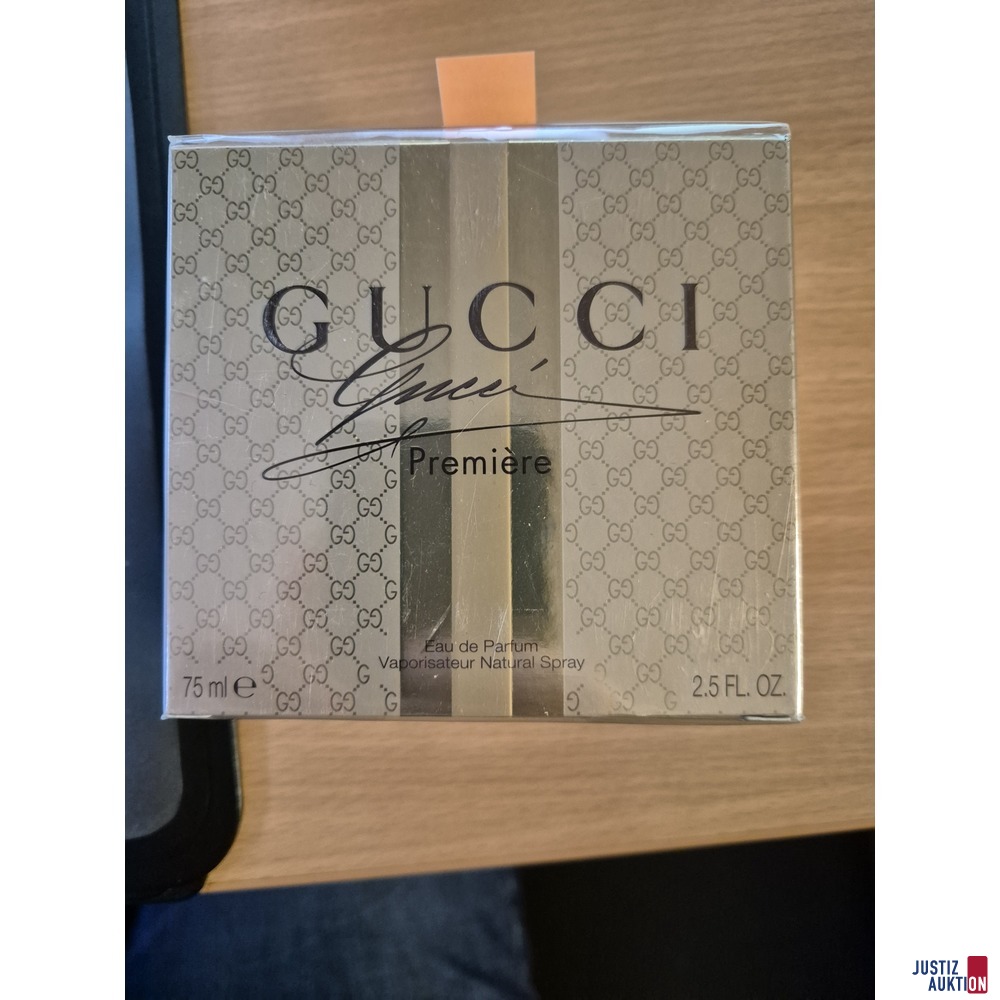 GUCCI
Gucci
Première
Eau de Parfum
Vaporisateur Natural Spray
75 ml ℮
2.5 FL. OZ.
JUSTIZ
AUKTION